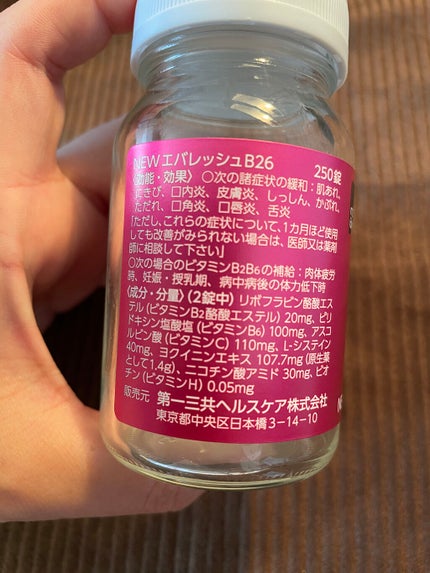 NEWエバレッシュB26 250錠
〈効能・効果〉 ○次の諸症状の緩和：肌あれ、
にきび、口内炎、皮膚炎、しっしん、かぶれ、
ただれ、口角炎、口唇炎、舌炎
「ただし、これらの症状について、1カ月ほど使用
しても改善がみられない場合は、医師又は薬剤
師に相談して下さい」
○次の場合のビタミンB2B6の補給：肉体疲労
時、妊娠・授乳期、病中病後の体力低下時
〈成分・分量〉（2錠中）リボフラビン酪酸エス
テル（ビタミンB2酪酸エステル）20mg、ピリ
ドキシン塩酸塩（ビタミンB6）100mg、アスコ
ルビン酸（ビタミンC）110mg、L-システイン
40mg、ヨクイニンエキス 107.7mg（原生薬
として1.4g）、ニコチン酸アミド 30mg、ビオ
チン（ビタミンH）0.05mg
販売元 第一三共ヘルスケア株式会社
東京都中央区日本橋3-14-10